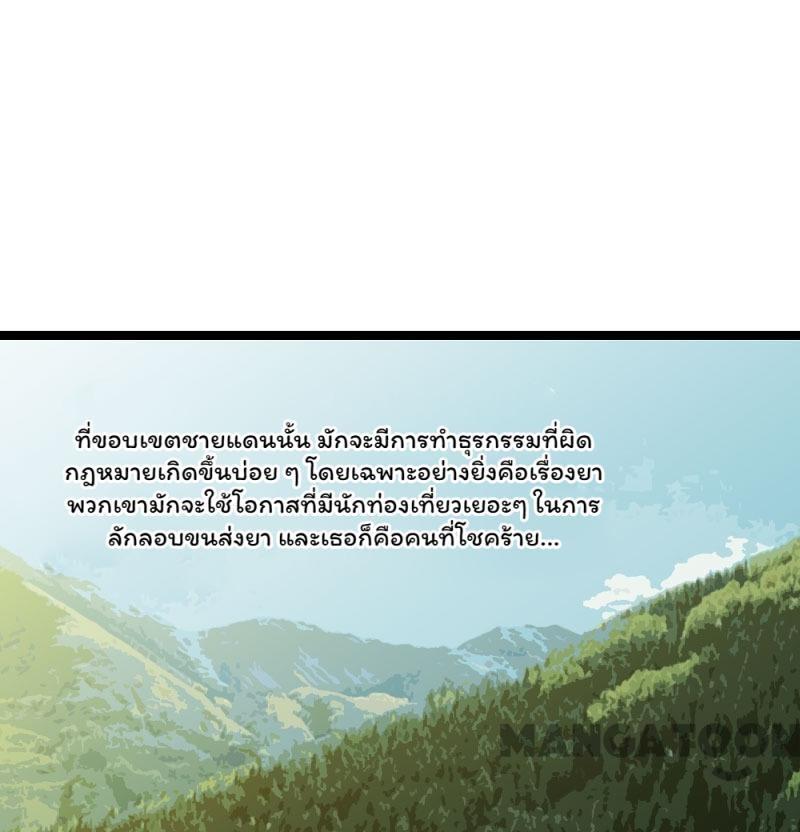 ที่ขอบเขตชายแดนนั้น มักจะมีการทำธุรกรรมที่ผิด
กฎหมายเกิดขึ้นบ่อย ๆ โดยเฉพาะอย่างยิ่งคือเรื่องยา
พวกเขามักจะใช้โอกาสที่มีนักท่องเที่ยวเยอะๆ ในการ
ลักลอบขนส่งยา และเธอก็คือคนที่โชคร้าย...
MANGATOON